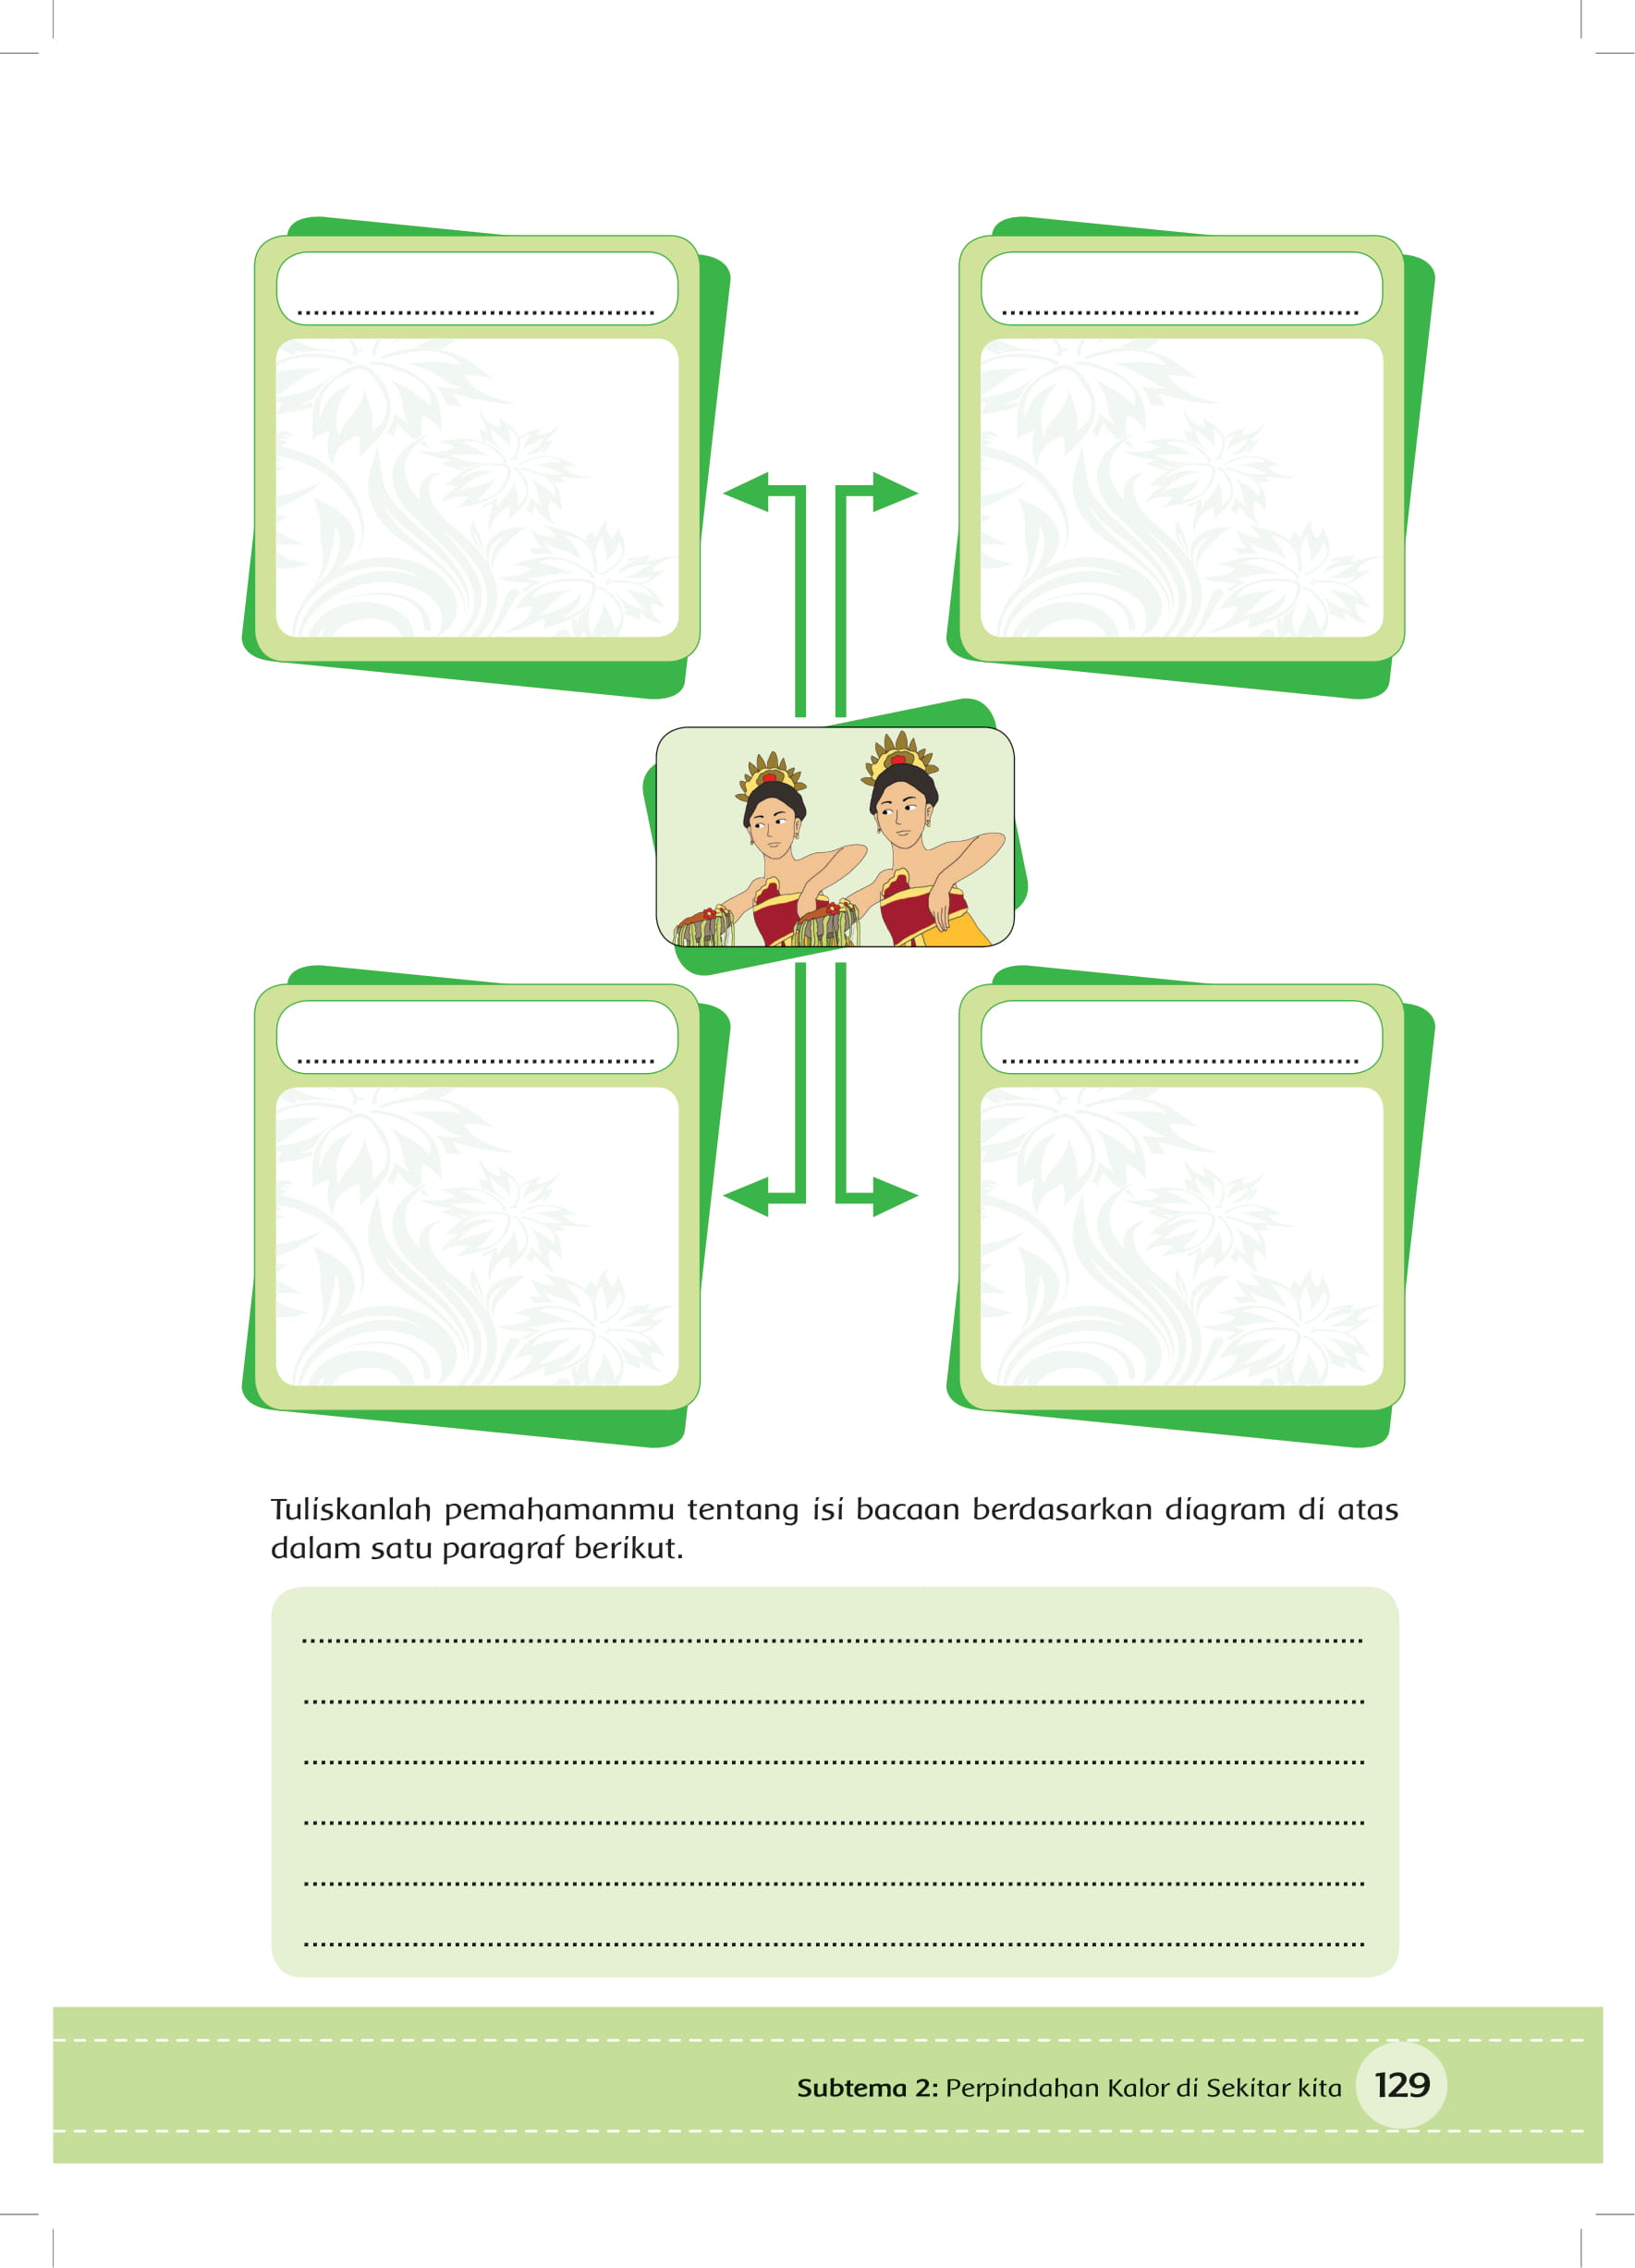 Tuliskanlah pemahamanmu tentang isi bacaan berdasarkan diagram di atas
dalam satu paragraf berikut.
Subtema 2: Perpindahan Kalor di Sekitar kita 129